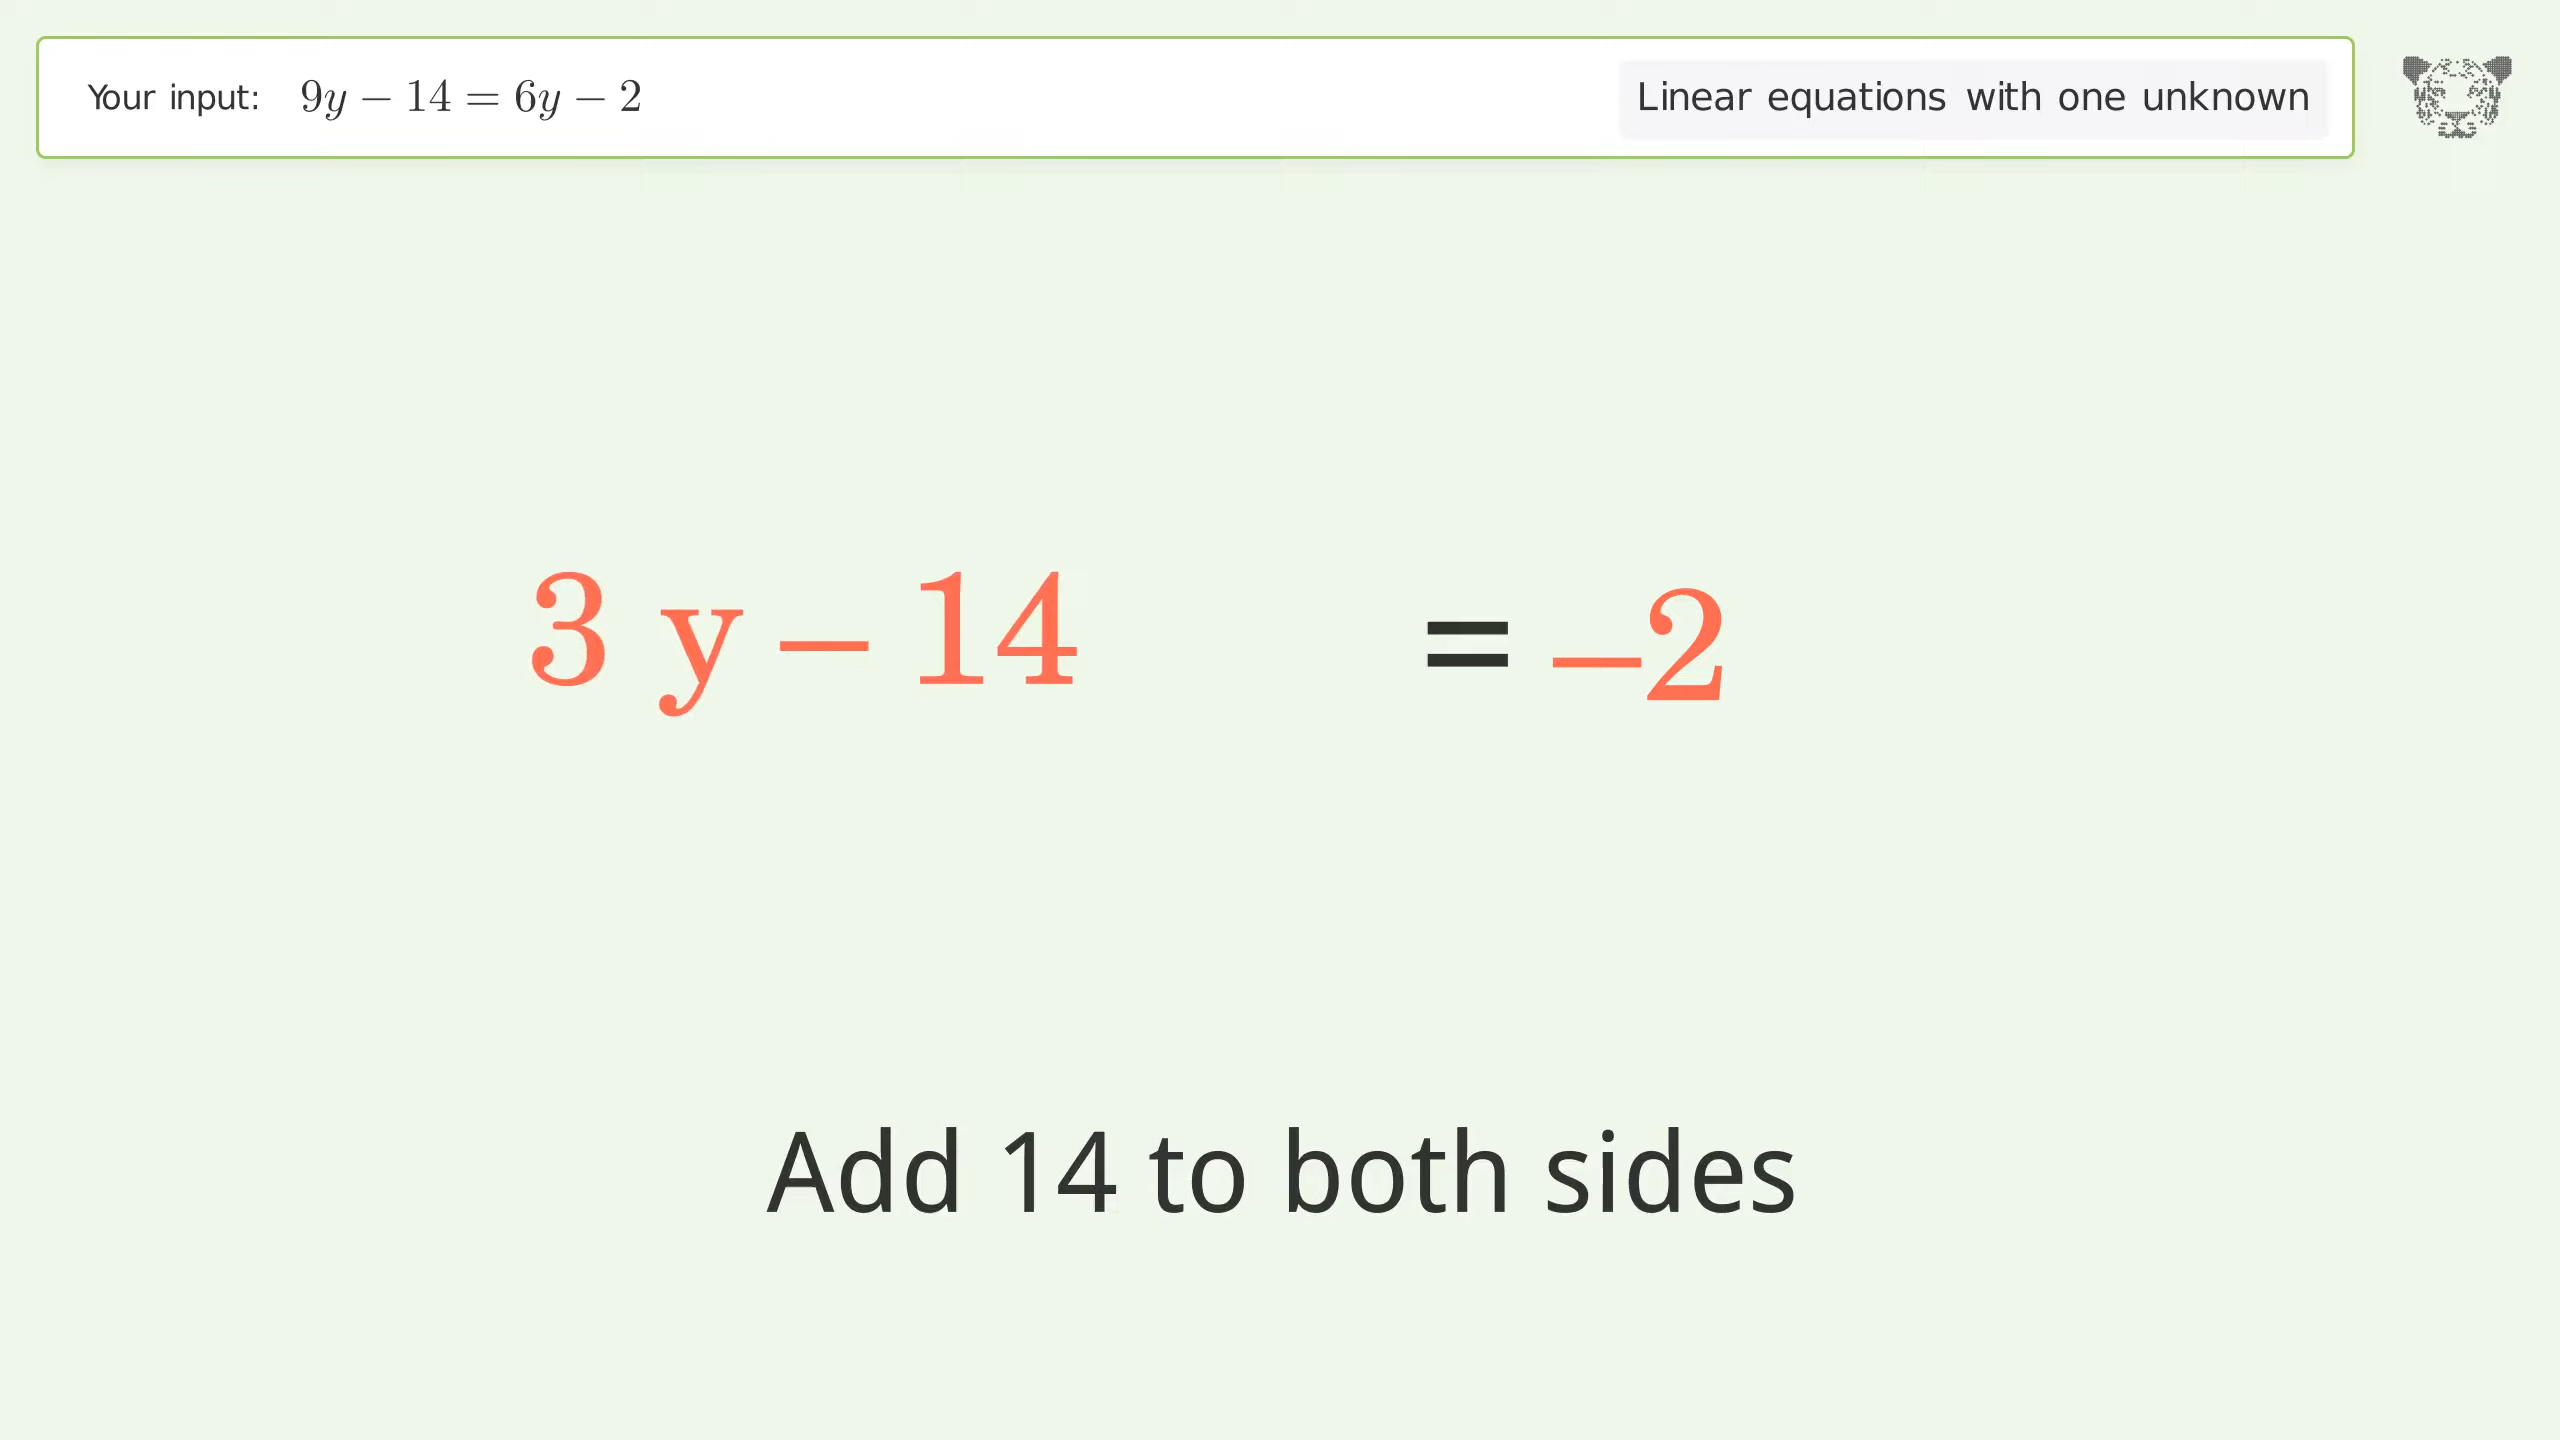 Your input: 9y − 14 = 6y − 2
Linear equations with one unknown
3 y − 14 = −2
Add 14 to both sides